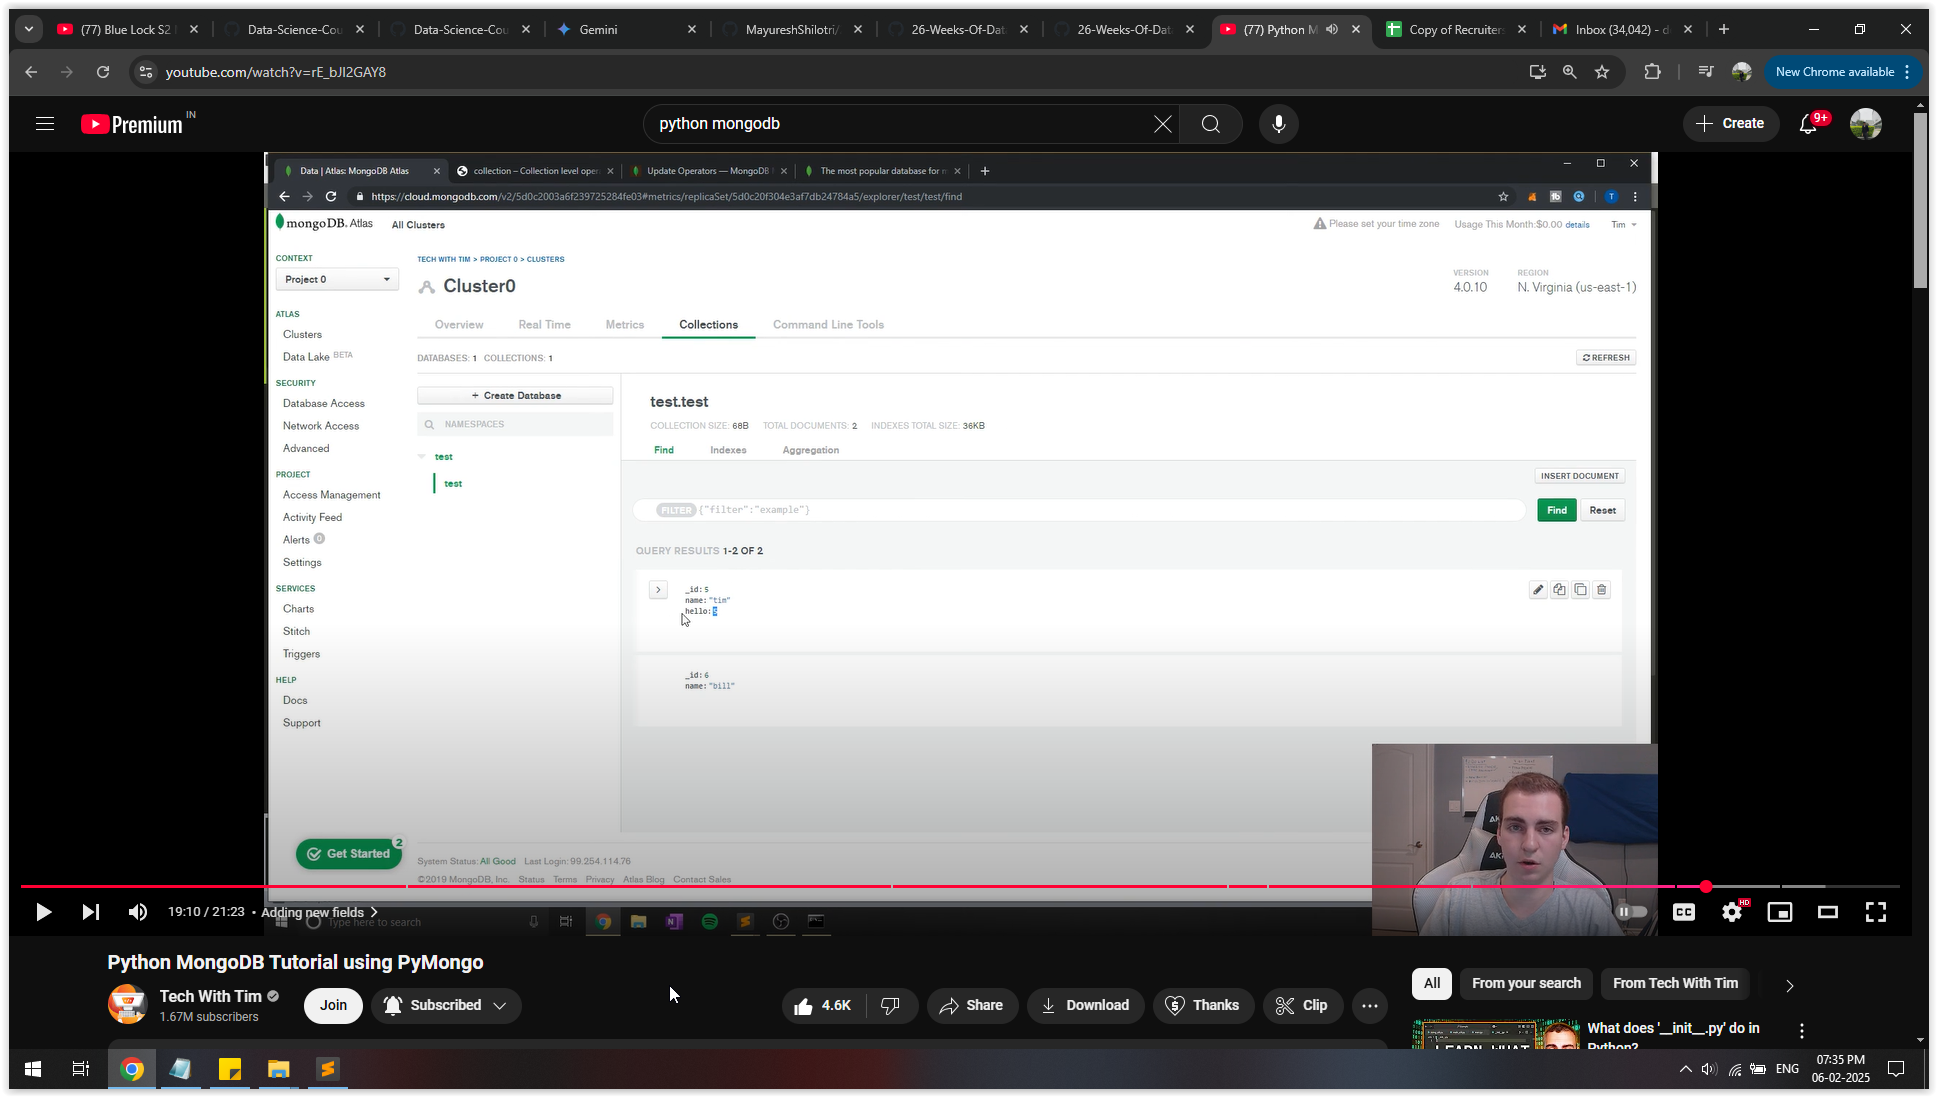 (77) Blue Lock S2
Data-Science-Cou
Data-Science-Cou
Gemini
MayureshShilotri/
26-Weeks-Of-Dat
26-Weeks-Of-Dat
(77) Python M
Copy of Recruiters
Inbox (34,042) - d
youtube.com/watch?v=rE_bJl2GAY8
New Chrome available
Premium IN
python mongodb
Create
9+
Data | Atlas: MongoDB Atlas
collection – Collection level oper
Update Operators — MongoDB
The most popular database for m
https://cloud.mongodb.com/v2/5d0c2003a6f239725284fe03#metrics/replicaSet/5d0c20f304e3af7db24784a5/explorer/test/test/find
mongoDB. Atlas
All Clusters
Please set your time zone
Usage This Month:$0.00 details
Tim
CONTEXT
Project 0
TECH WITH TIM > PROJECT 0 > CLUSTERS
Cluster0
VERSION
4.0.10
REGION
N. Virginia (us-east-1)
ATLAS
Clusters
Data Lake BETA
SECURITY
Database Access
Network Access
Advanced
PROJECT
Access Management
Activity Feed
Alerts 0
Settings
SERVICES
Charts
Stitch
Triggers
HELP
Docs
Support
Overview
Real Time
Metrics
Collections
Command Line Tools
DATABASES: 1 COLLECTIONS: 1
REFRESH
+ Create Database
NAMESPACES
test
test
test.test
COLLECTION SIZE: 68B TOTAL DOCUMENTS: 2 INDEXES TOTAL SIZE: 36KB
Find
Indexes
Aggregation
INSERT DOCUMENT
FILTER {"filter":"example"}
Find
Reset
QUERY RESULTS 1-2 OF 2
_id: 5
name: "tim"
hello: 5
_id: 6
name: "bill"
Get Started
2
System Status: All Good Last Login: 99.254.114.76
©2019 MongoDB, Inc. Status Terms Privacy Atlas Blog Contact Sales
19:10 / 21:23 • Adding new fields
Type here to search
CC
HD
Python MongoDB Tutorial using PyMongo
Tech With Tim
1.67M subscribers
Join
Subscribed
4.6K
Share
Download
Thanks
Clip
All
From your search
From Tech With Tim
LEARN WHAT
What does '__init__.py' do in
Python?
ENG
07:35 PM
06-02-2025